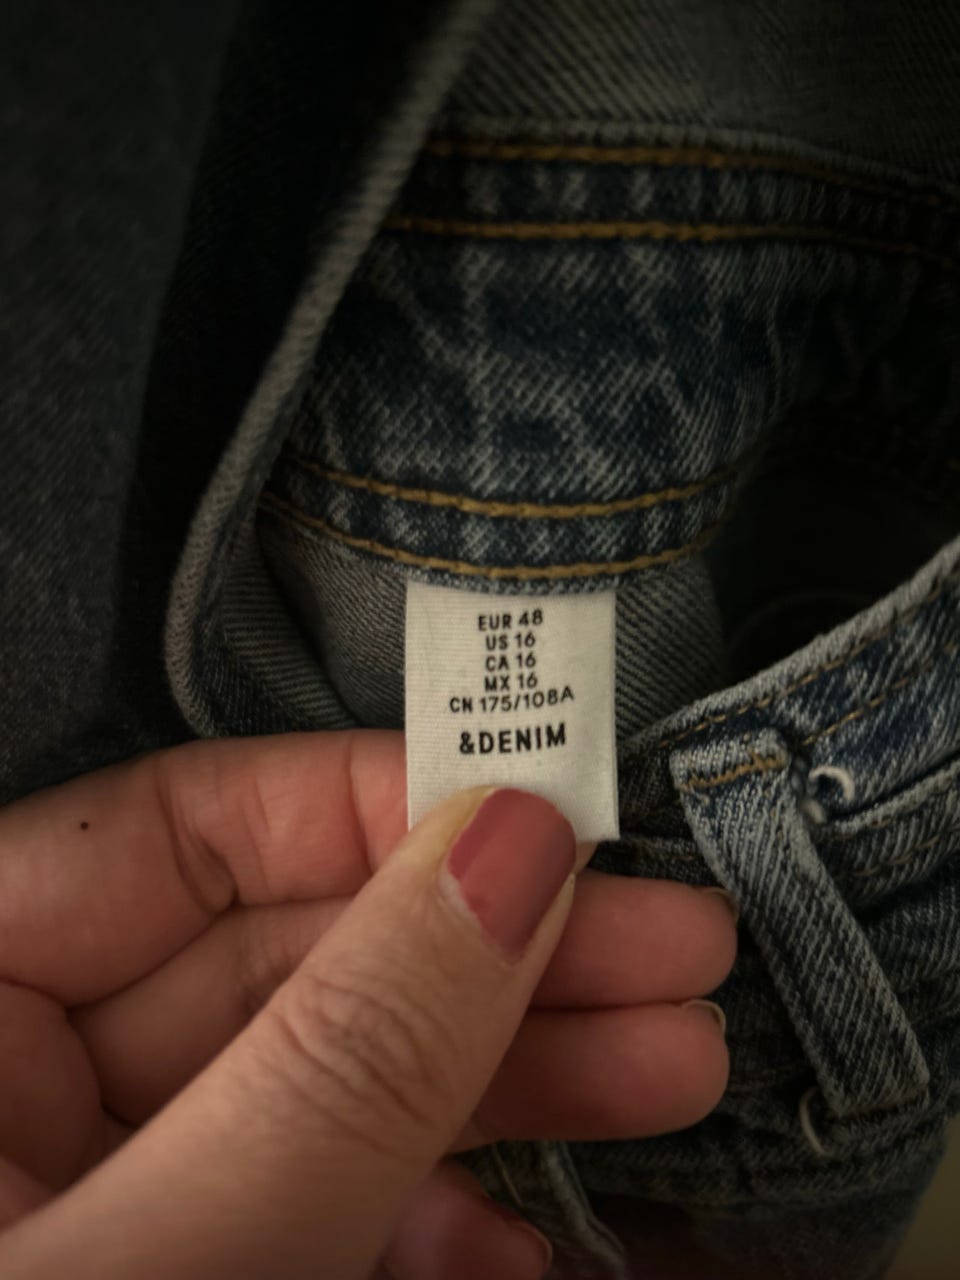 EUR 48
US 16
CA 16
MX 16
CN 175/108A
&DENIM